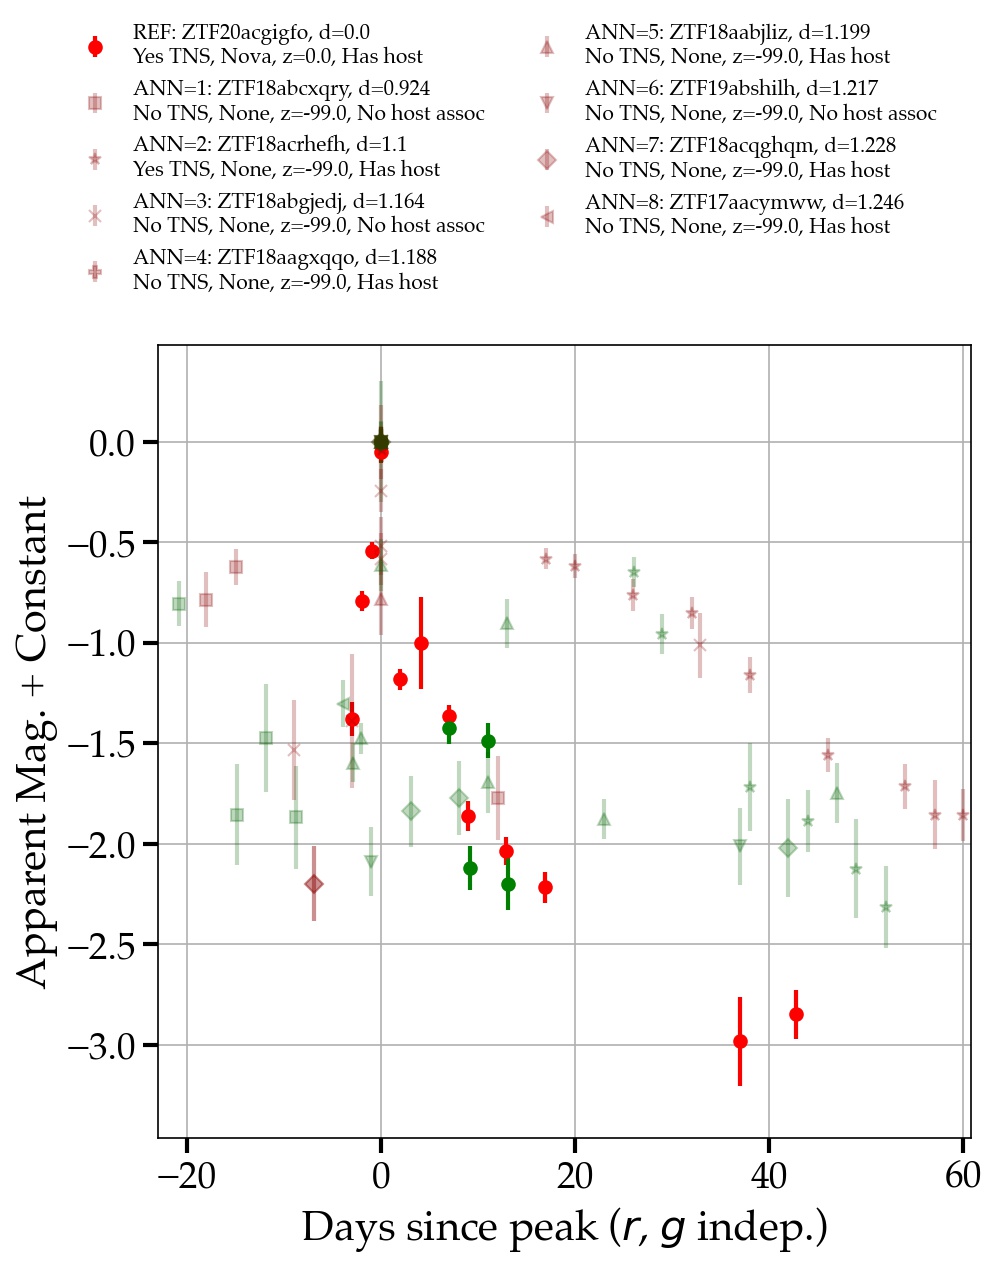 REF: ZTF20acgigfo, d=0.0
Yes TNS, Nova, z=0.0, Has host
ANN=1: ZTF18abcxqry, d=0.924
No TNS, None, z=-99.0, No host assoc
ANN=2: ZTF18acrhefh, d=1.1
Yes TNS, None, z=-99.0, Has host
ANN=3: ZTF18abgjedj, d=1.164
No TNS, None, z=-99.0, No host assoc
ANN=4: ZTF18aagxqqo, d=1.188
No TNS, None, z=-99.0, Has host
ANN=5: ZTF18aabjliz, d=1.199
No TNS, None, z=-99.0, Has host
ANN=6: ZTF19abshilh, d=1.217
No TNS, None, z=-99.0, No host assoc
ANN=7: ZTF18acqghqm, d=1.228
No TNS, None, z=-99.0, Has host
ANN=8: ZTF17aacymww, d=1.246
No TNS, None, z=-99.0, Has host
Apparent Mag. + Constant
0.0
−0.5
−1.0
−1.5
−2.0
−2.5
−3.0
−20
0
20
40
60
Days since peak (r, g indep.)